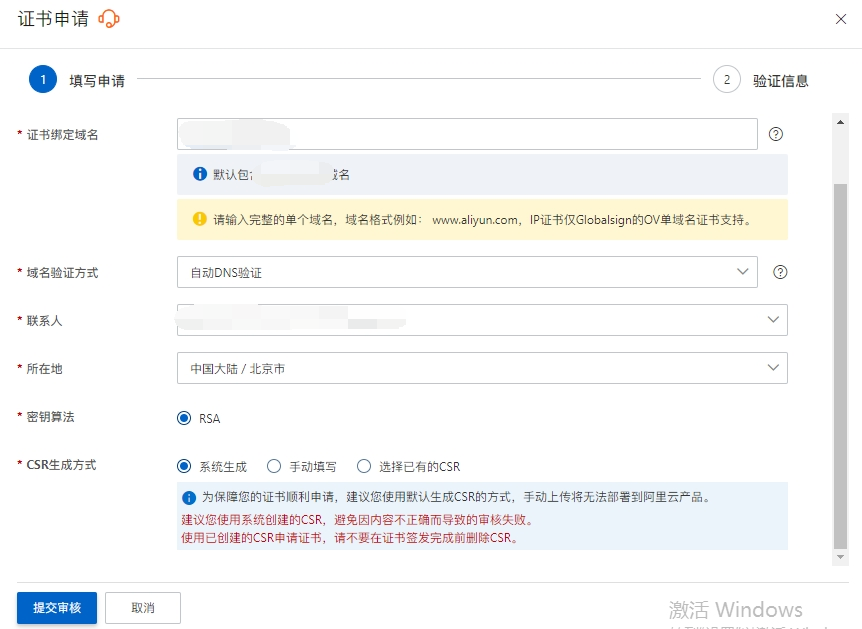 证书申请
1 填写申请
2 验证信息
* 证书绑定域名
默认包含 域名
请输入完整的单个域名，域名格式例如： www.aliyun.com，IP证书仅Globalsign的OV单域名证书支持。
* 域名验证方式 自动DNS验证
* 联系人
* 所在地 中国大陆 / 北京市
* 密钥算法 RSA
* CSR生成方式 系统生成 手动填写 选择已有的CSR
为保障您的证书顺利申请，建议您使用默认生成CSR的方式，手动上传将无法部署到阿里云产品。
建议您使用系统创建的CSR，避免因内容不正确而导致的审核失败。
使用已创建的CSR申请证书，请不要在证书签发完成前删除CSR。
提交审核 取消
激活 Windows